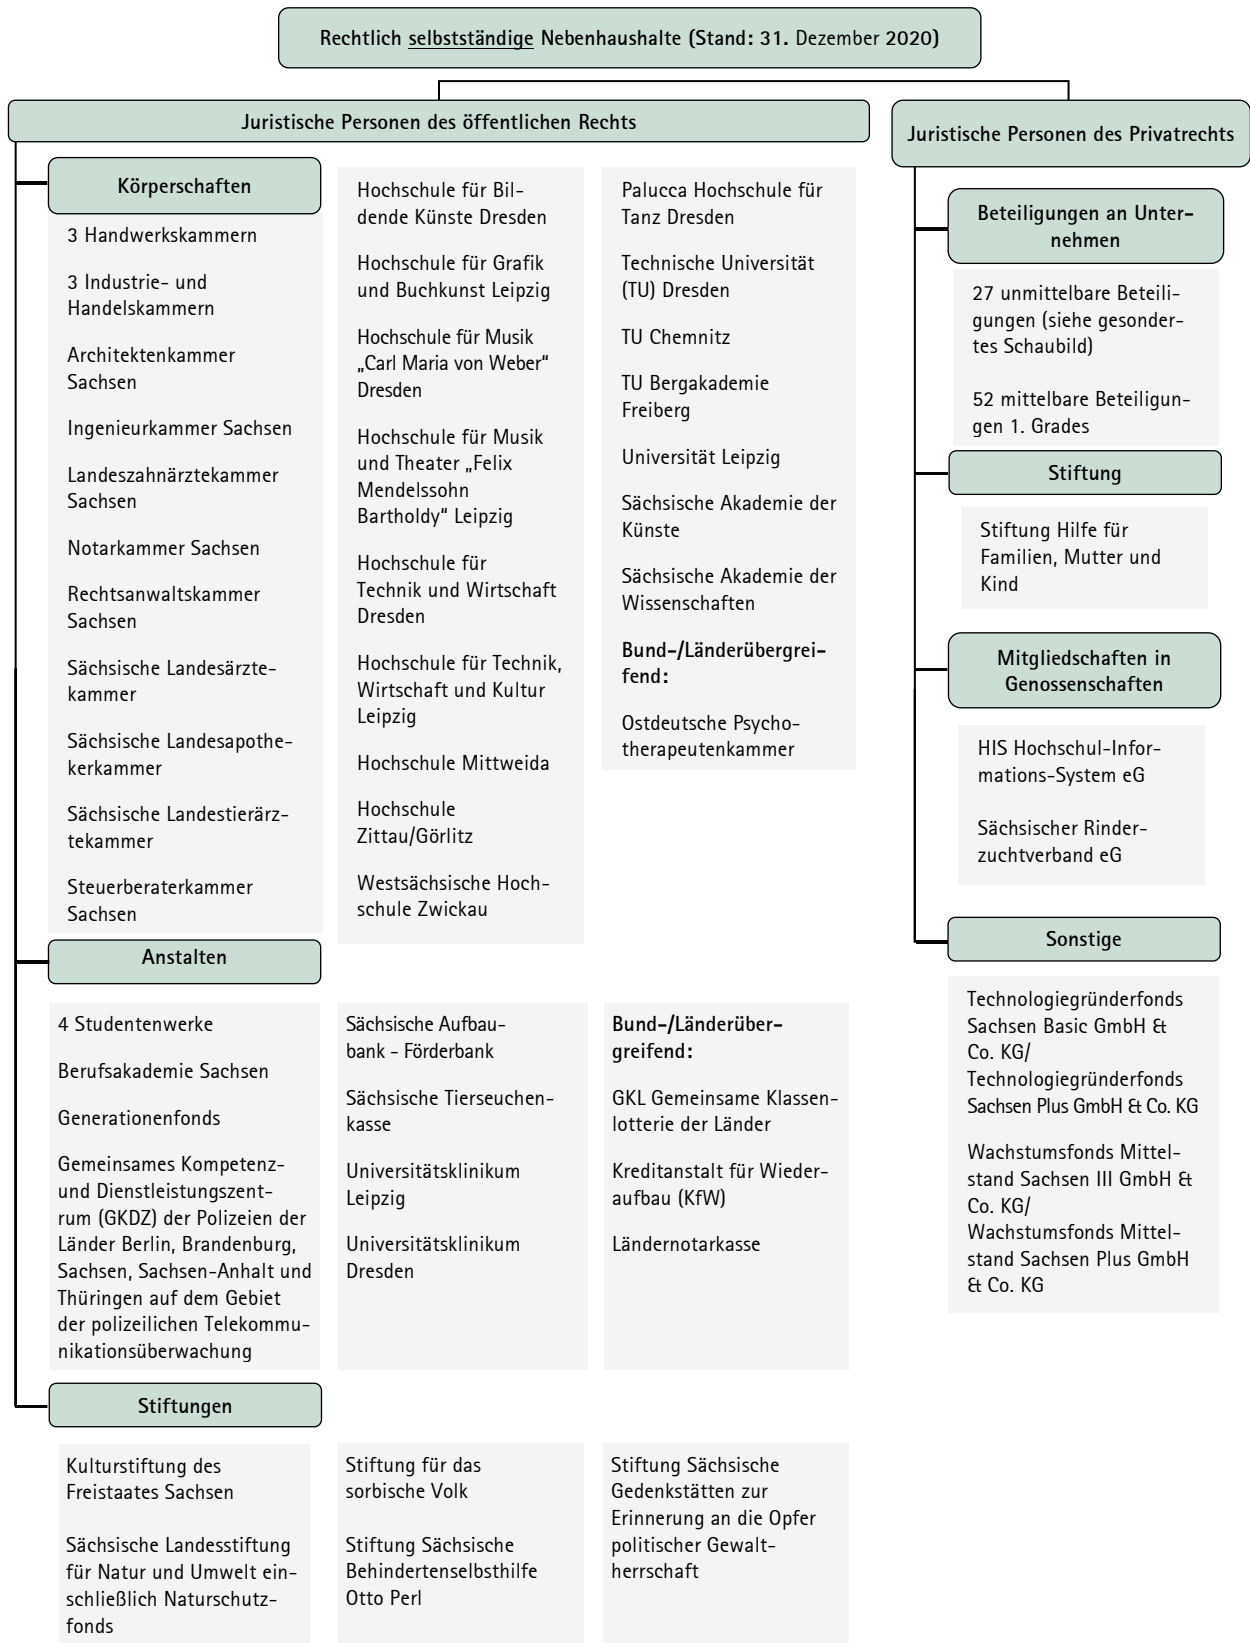 Rechtlich selbstständige Nebenhaushalte (Stand: 31. Dezember 2020)
Juristische Personen des öffentlichen Rechts
Körperschaften
3 Handwerkskammern
3 Industrie- und
Handelskammern
Architektenkammer
Sachsen
Ingenieurkammer Sachsen
Landeszahnärztekammer
Sachsen
Notarkammer Sachsen
Rechtsanwaltskammer
Sachsen
Sächsische Landesärzte-
kammer
Sächsische Landesapothe-
kerkammer
Sächsische Landestierärz-
tekammer
Steuerberaterkammer
Sachsen
Hochschule für Bil-
dende Künste Dresden
Hochschule für Grafik
und Buchkunst Leipzig
Hochschule für Musik
„Carl Maria von Weber“
Dresden
Hochschule für Musik
und Theater „Felix
Mendelssohn
Bartholdy“ Leipzig
Hochschule für
Technik und Wirtschaft
Dresden
Hochschule für Technik,
Wirtschaft und Kultur
Leipzig
Hochschule Mittweida
Hochschule
Zittau/Görlitz
Westsächsische Hoch-
schule Zwickau
Palucca Hochschule für
Tanz Dresden
Technische Universität
(TU) Dresden
TU Chemnitz
TU Bergakademie
Freiberg
Universität Leipzig
Sächsische Akademie der
Künste
Sächsische Akademie der
Wissenschaften
Bund-/Länderübergrei-
fend:
Ostdeutsche Psycho-
therapeutenkammer
Anstalten
4 Studentenwerke
Berufsakademie Sachsen
Generationenfonds
Gemeinsames Kompetenz-
und Dienstleistungszent-
rum (GKDZ) der Polizeien der
Länder Berlin, Brandenburg,
Sachsen, Sachsen-Anhalt und
Thüringen auf dem Gebiet
der polizeilichen Telekommu-
nikationsüberwachung
Sächsische Aufbau-
bank - Förderbank
Sächsische Tierseuchen-
kasse
Universitätsklinikum
Leipzig
Universitätsklinikum
Dresden
Bund-/Länderüber-
greifend:
GKL Gemeinsame Klassen-
lotterie der Länder
Kreditanstalt für Wieder-
aufbau (KfW)
Ländernotarkasse
Stiftungen
Kulturstiftung des
Freistaates Sachsen
Sächsische Landesstiftung
für Natur und Umwelt ein-
schließlich Naturschutz-
fonds
Stiftung für das
sorbische Volk
Stiftung Sächsische
Behindertenselbsthilfe
Otto Perl
Stiftung Sächsische
Gedenkstätten zur
Erinnerung an die Opfer
politischer Gewalt-
herrschaft
Juristische Personen des Privatrechts
Beteiligungen an Unter-
nehmen
27 unmittelbare Beteili-
gungen (siehe gesonder-
tes Schaubild)
52 mittelbare Beteiligun-
gen 1. Grades
Stiftung
Stiftung Hilfe für
Familien, Mutter und
Kind
Mitgliedschaften in
Genossenschaften
HIS Hochschul-Infor-
mations-System eG
Sächsischer Rinder-
zuchtverband eG
Sonstige
Technologiegründerfonds
Sachsen Basic GmbH &
Co. KG/
Technologiegründerfonds
Sachsen Plus GmbH & Co. KG
Wachstumsfonds Mittel-
stand Sachsen III GmbH &
Co. KG/
Wachstumsfonds Mittel-
stand Sachsen Plus GmbH
& Co. KG